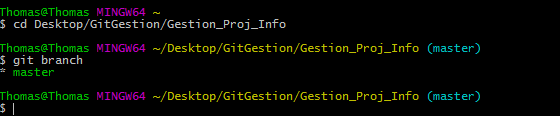 Thomas@Thomas MINGW64 ~
$ cd Desktop/GitGestion/Gestion_Proj_Info
Thomas@Thomas MINGW64 ~/Desktop/GitGestion/Gestion_Proj_Info (master)
$ git branch
* master
Thomas@Thomas MINGW64 ~/Desktop/GitGestion/Gestion_Proj_Info (master)
$